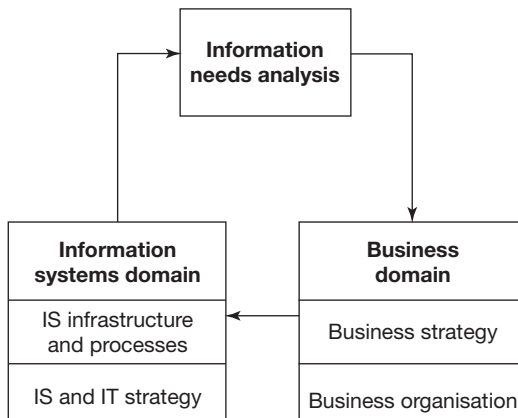 Information
needs analysis
Information
systems domain
IS infrastructure
and processes
IS and IT strategy
Business
domain
Business strategy
Business organisation